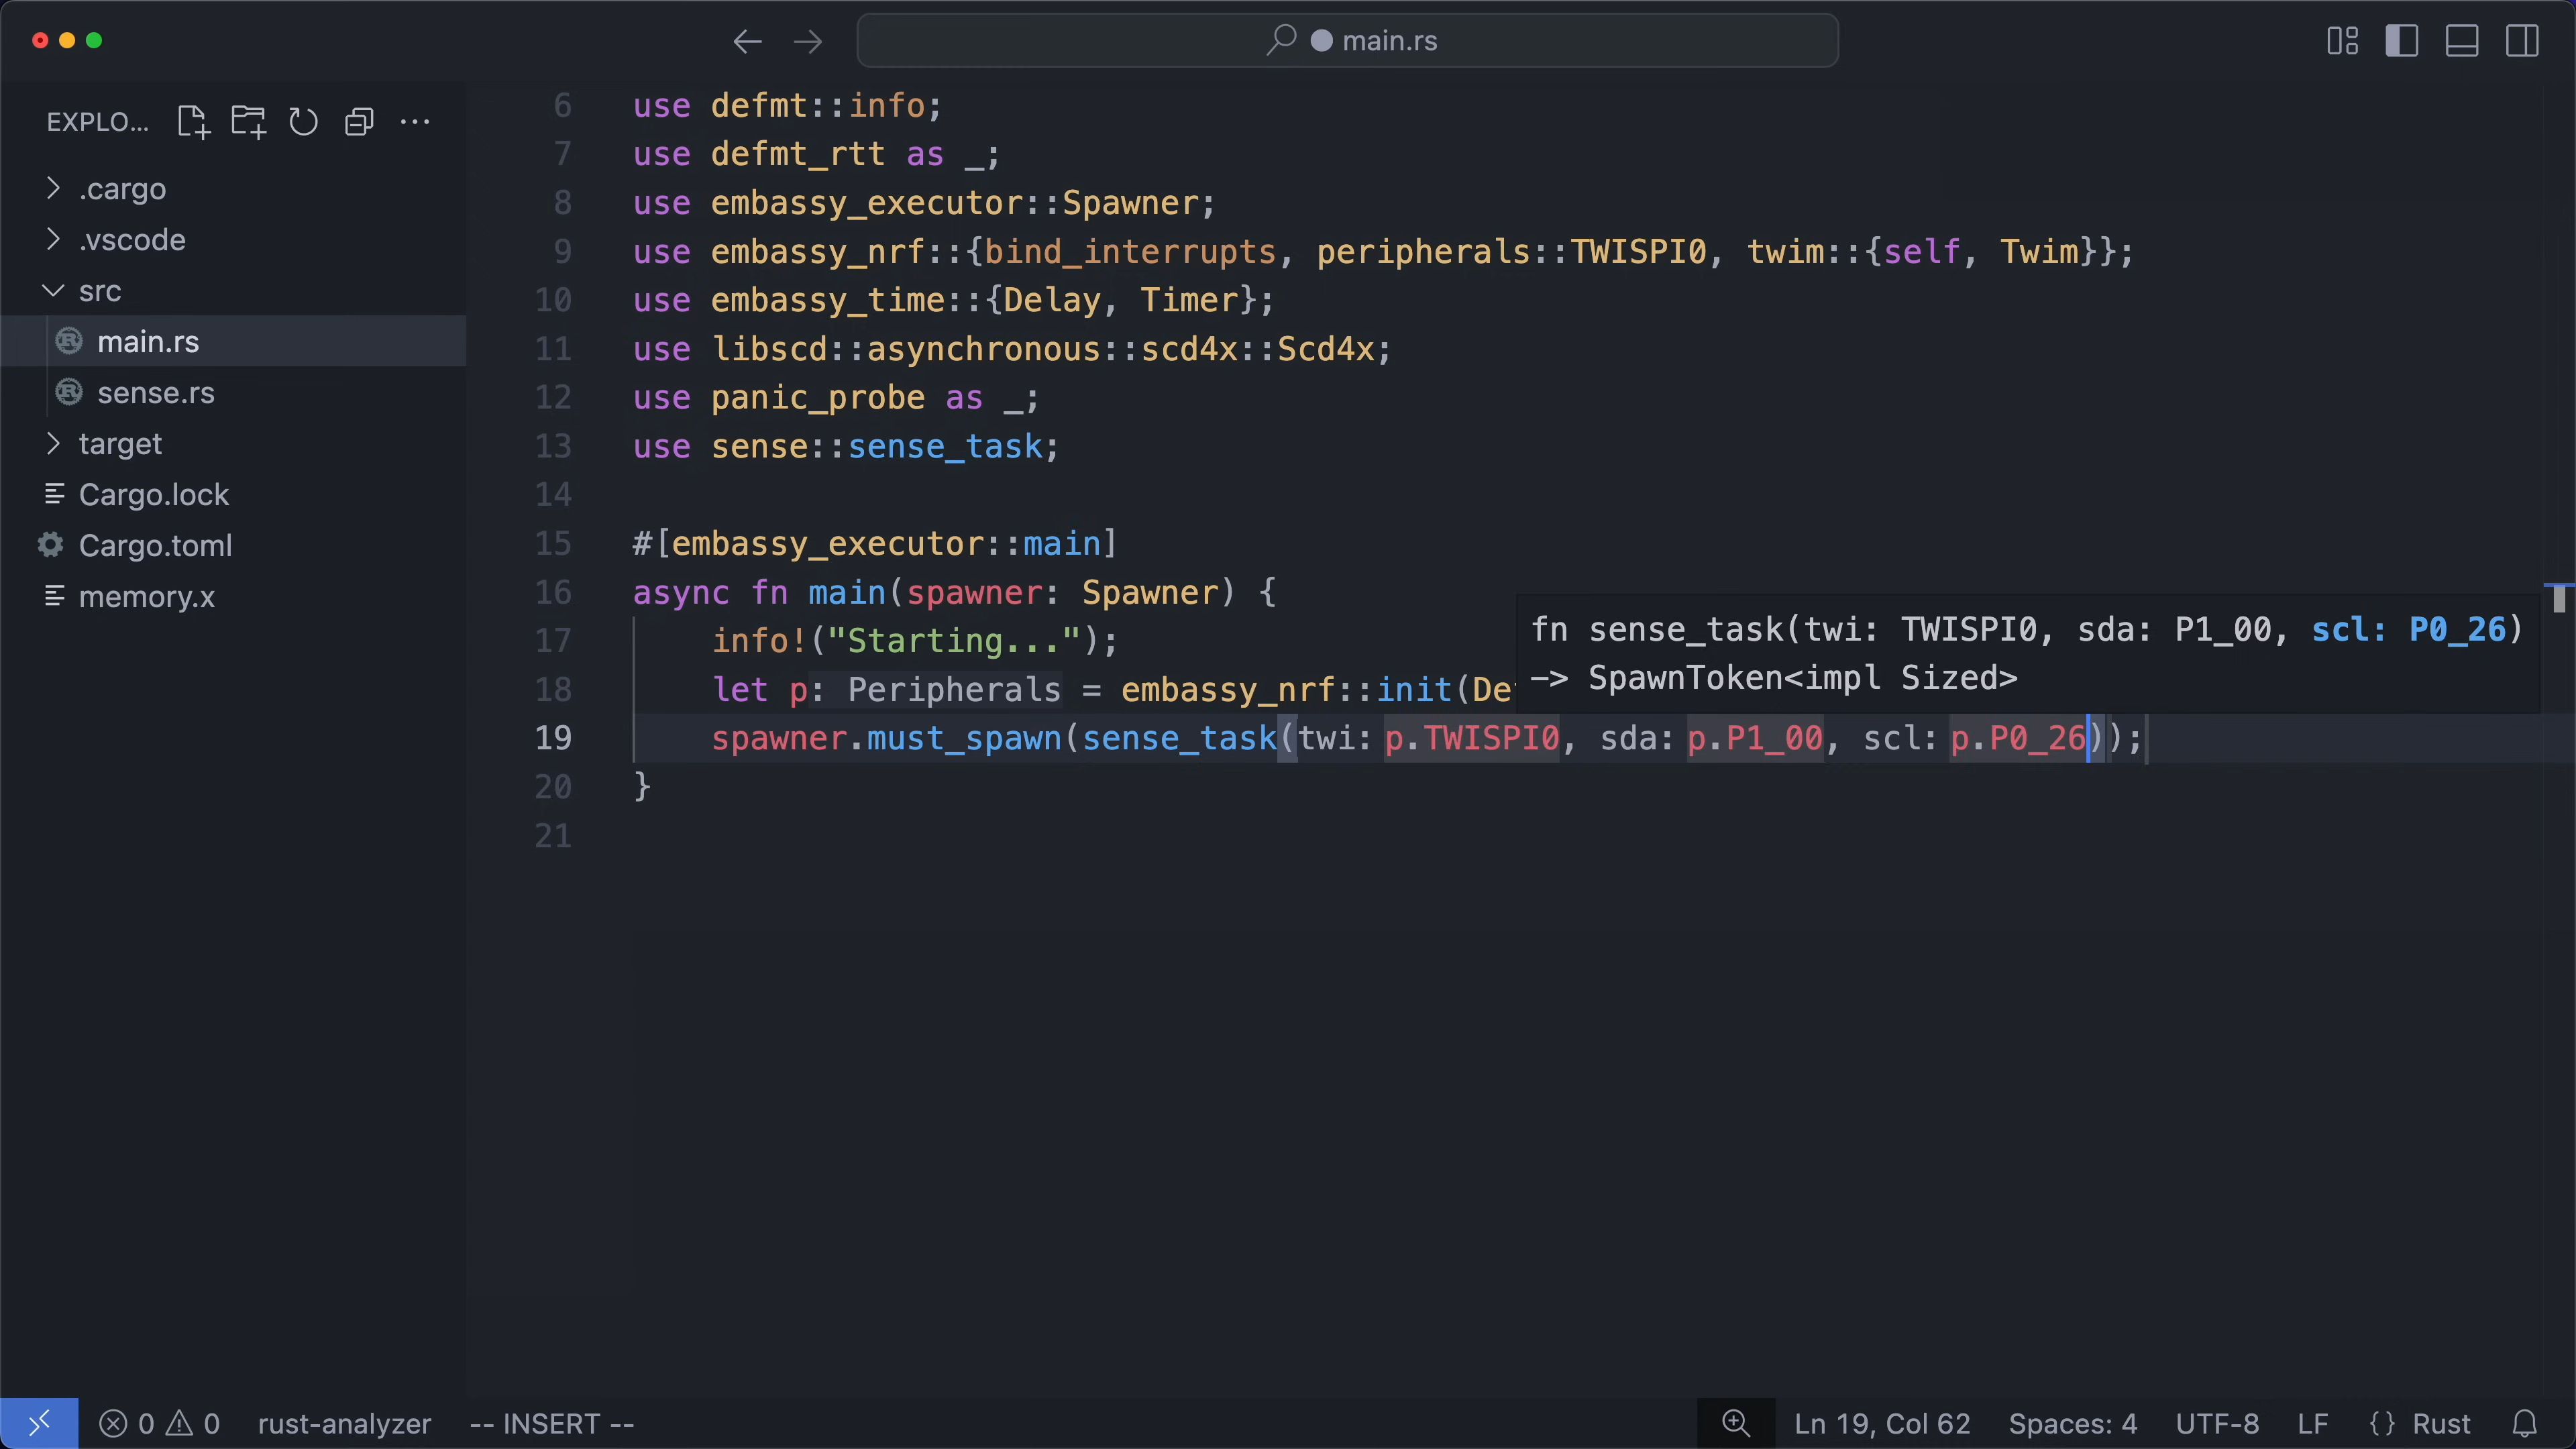 main.rs
EXPLO...
.cargo
.vscode
src
main.rs
sense.rs
target
Cargo.lock
Cargo.toml
memory.x
6 use defmt::info;
7 use defmt_rtt as _;
8 use embassy_executor::Spawner;
9 use embassy_nrf::{bind_interrupts, peripherals::TWISPI0, twim::{self, Twim}};
10 use embassy_time::{Delay, Timer};
11 use libscd::asynchronous::scd4x::Scd4x;
12 use panic_probe as _;
13 use sense::sense_task;
14
15 #[embassy_executor::main]
16 async fn main(spawner: Spawner) {
17 info!("Starting...");
18 let p: Peripherals = embassy_nrf::init(De
fn sense_task(twi: TWISPI0, sda: P1_00, scl: P0_26)
-> SpawnToken<impl Sized>
19 spawner.must_spawn(sense_task(twi: p.TWISPI0, sda: p.P1_00, scl: p.P0_26));
20 }
21
0 0 rust-analyzer -- INSERT -- Ln 19, Col 62 Spaces: 4 UTF-8 LF {} Rust